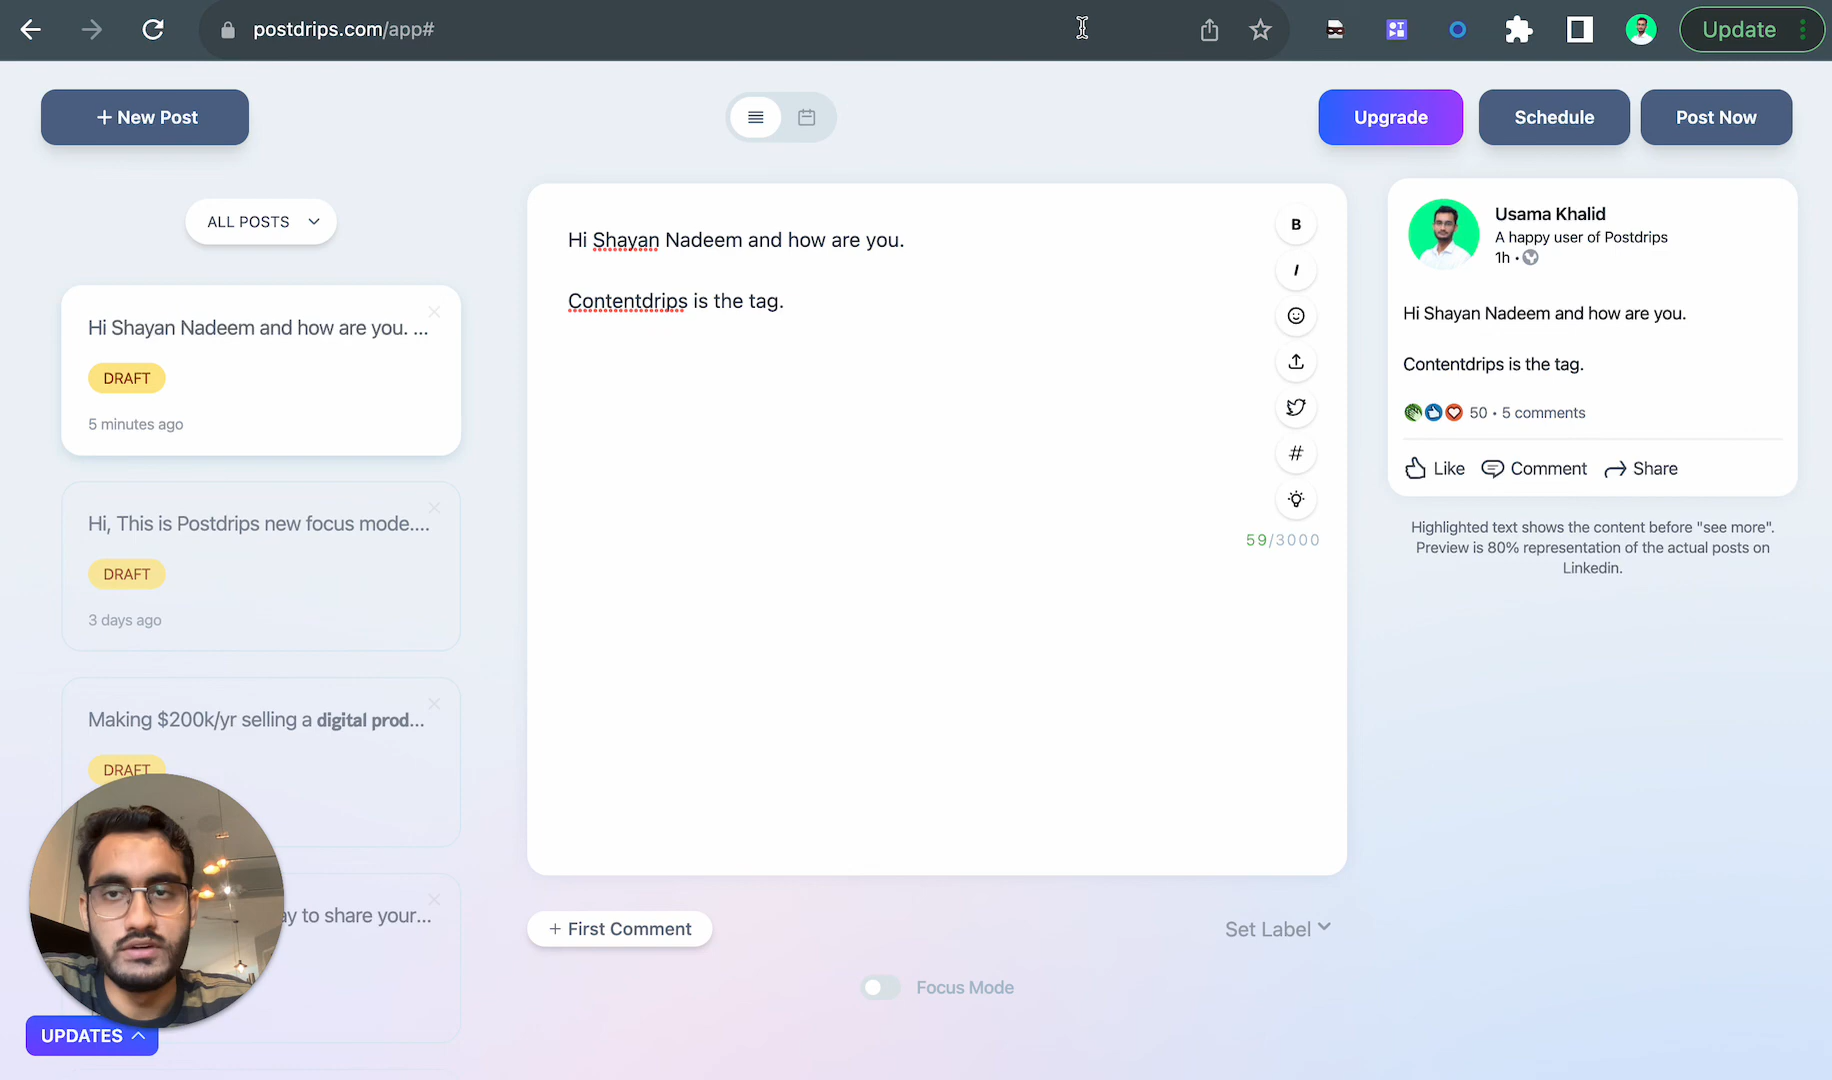 postdrips.com/app#
Update
+ New Post
Upgrade
Schedule
Post Now
ALL POSTS
Hi Shayan Nadeem and how are you. ...
DRAFT
5 minutes ago
Hi, This is Postdrips new focus mode....
DRAFT
3 days ago
Making $200k/yr selling a digital prod...
DRAFT
ay to share your...
UPDATES
Hi Shayan Nadeem and how are you.
Contentdrips is the tag.
B
I
#
59/3000
+ First Comment
Set Label
Focus Mode
Usama Khalid
A happy user of Postdrips
1h •
Hi Shayan Nadeem and how are you.
Contentdrips is the tag.
50 • 5 comments
Like
Comment
Share
Highlighted text shows the content before "see more".
Preview is 80% representation of the actual posts on
Linkedin.